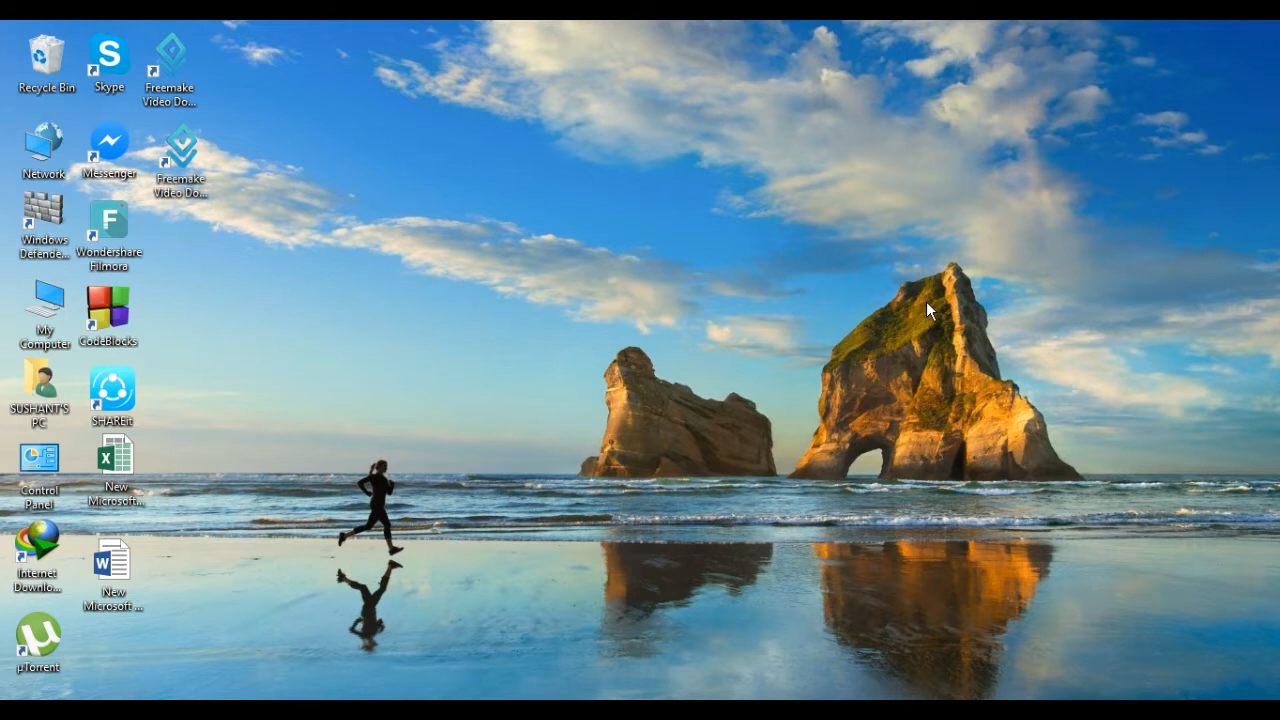 Recycle Bin
Skype
Freemake
Video Do...
Network
Messenger
Freemake
Video Do...
Windows
Defende...
Wondershare
Filmora
My
Computer
CodeBlocks
SUSHANT'S
PC
SHAREit
Control
Panel
New
Microsoft...
Internet
Downlo...
New
Microsoft ...
µTorrent